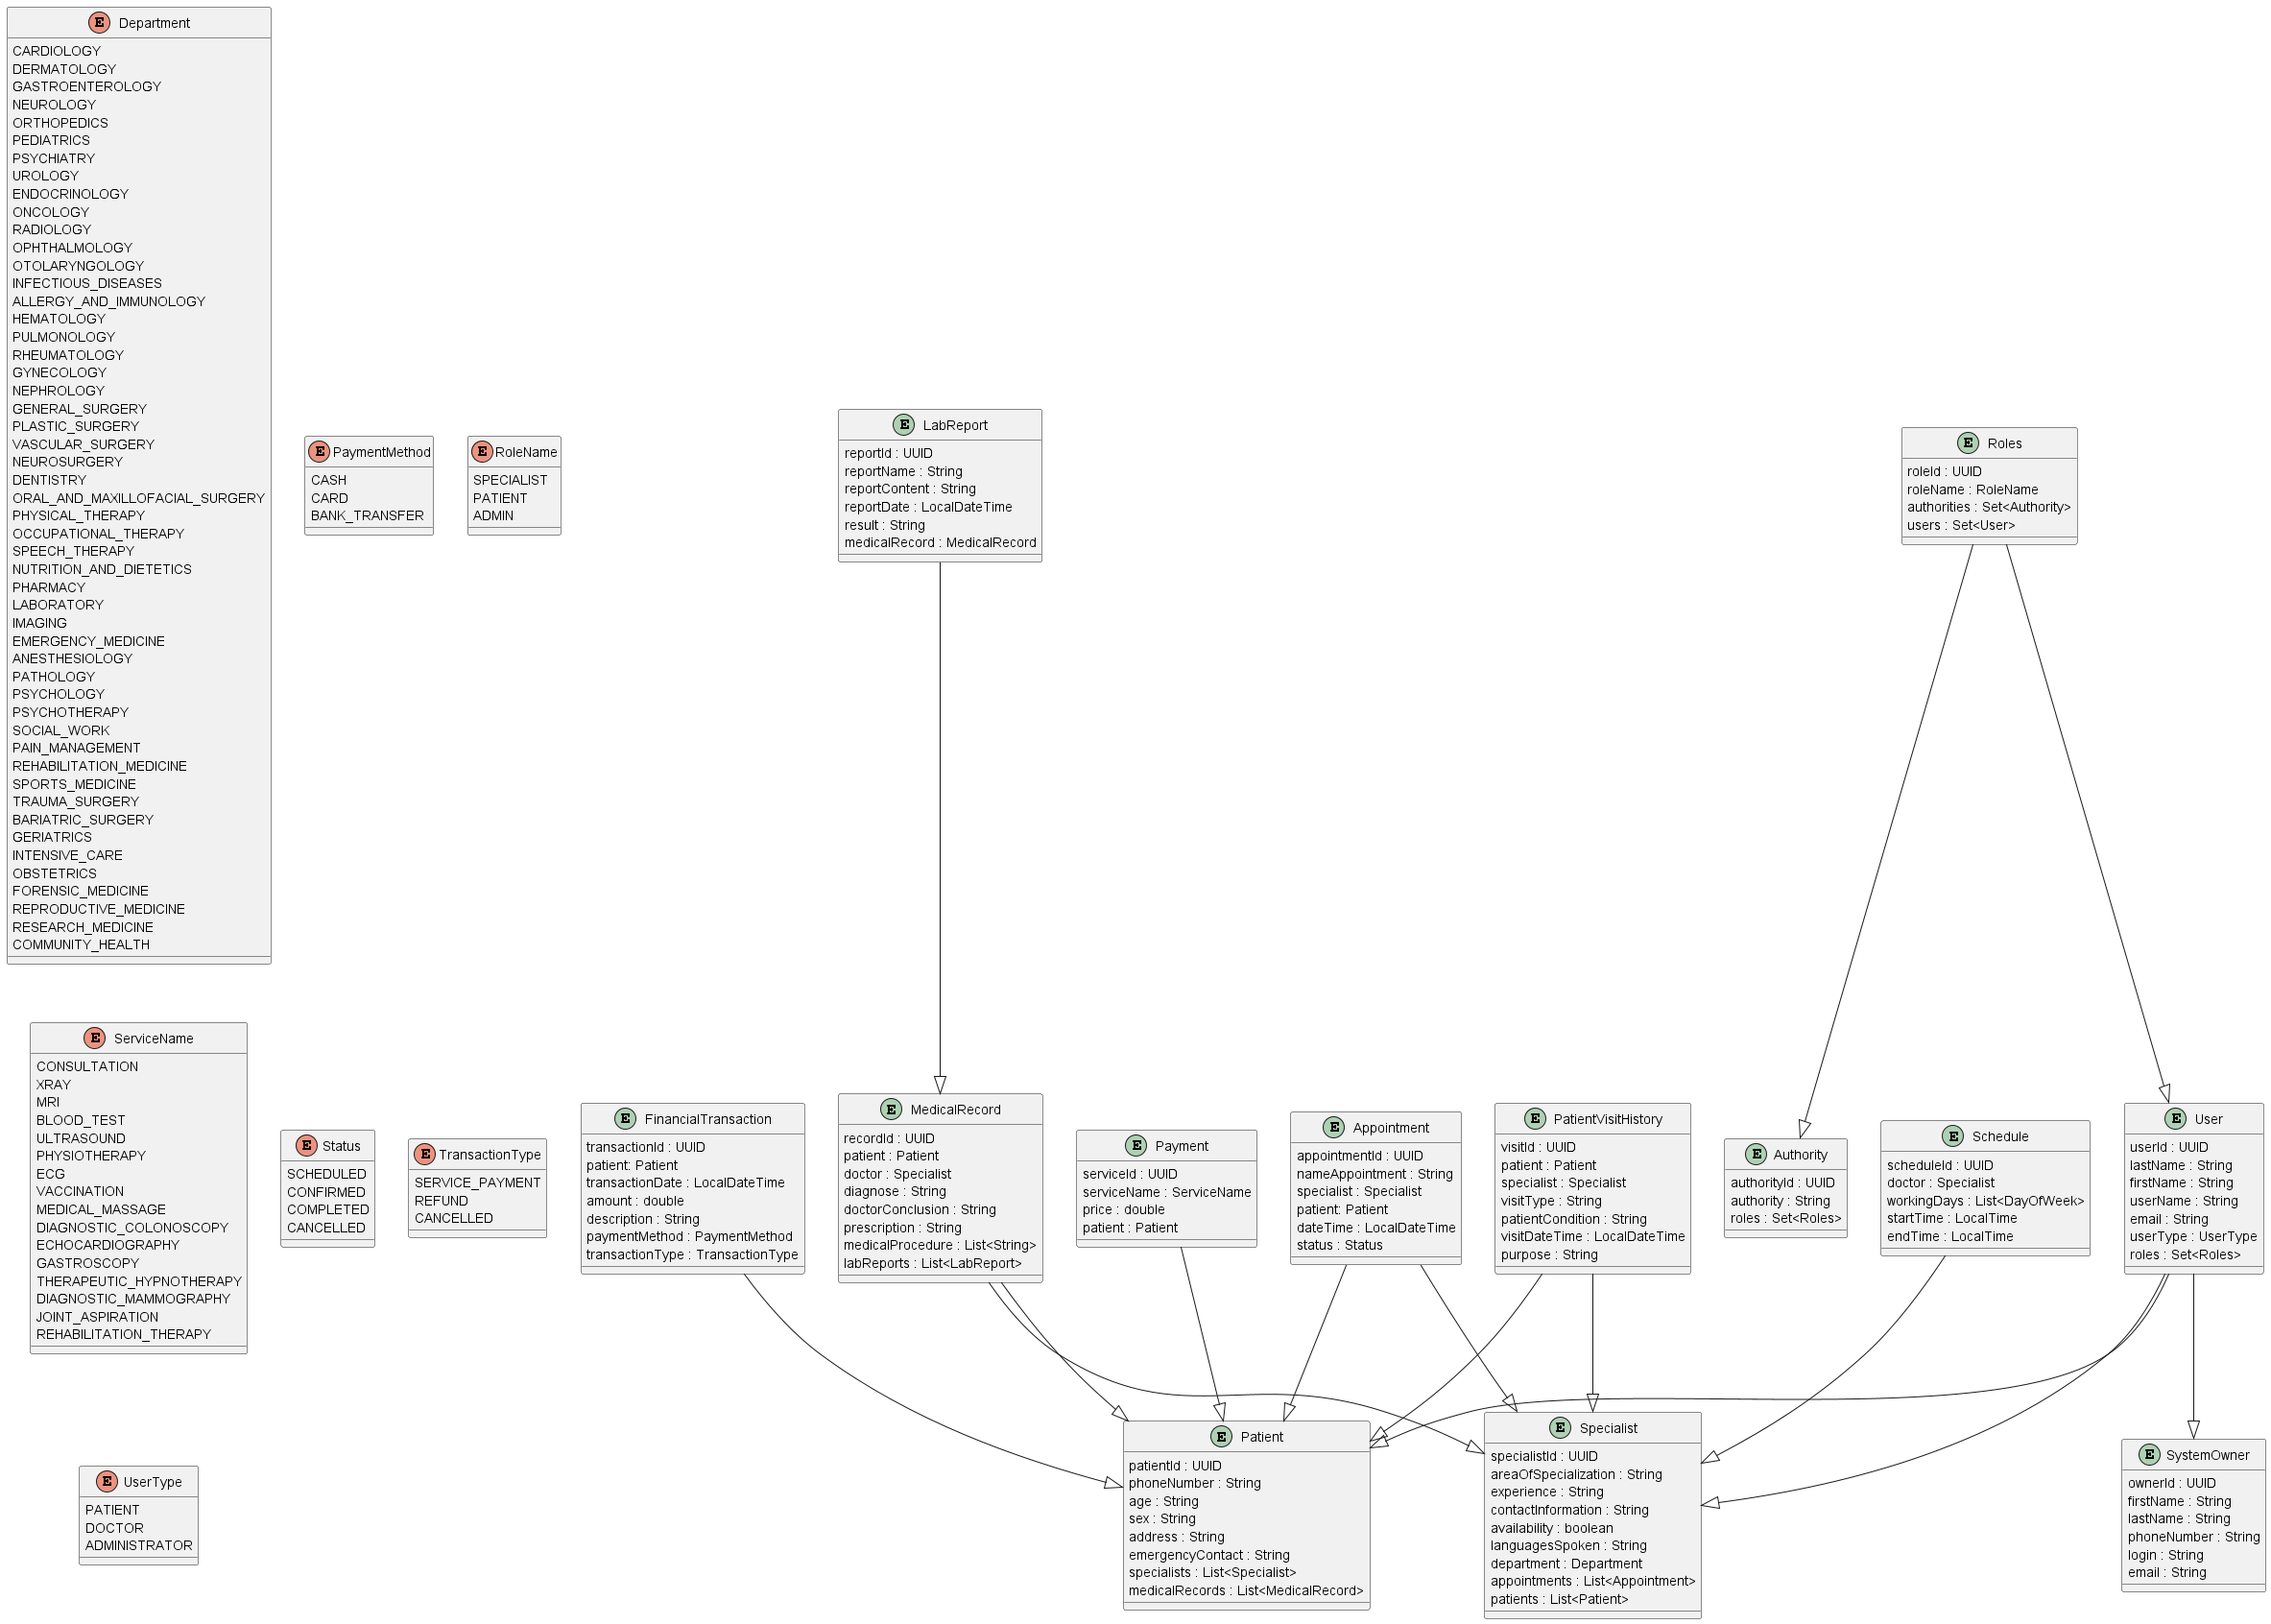 E Department
CARDIOLOGY
DERMATOLOGY
GASTROENTEROLOGY
NEUROLOGY
ORTHOPEDICS
PEDIATRICS
PSYCHIATRY
UROLOGY
ENDOCRINOLOGY
ONCOLOGY
RADIOLOGY
OPHTHALMOLOGY
OTOLARYNGOLOGY
INFECTIOUS_DISEASES
ALLERGY_AND_IMMUNOLOGY
HEMATOLOGY
PULMONOLOGY
RHEUMATOLOGY
GYNECOLOGY
NEPHROLOGY
GENERAL_SURGERY
PLASTIC_SURGERY
VASCULAR_SURGERY
NEUROSURGERY
DENTISTRY
ORAL_AND_MAXILLOFACIAL_SURGERY
PHYSICAL_THERAPY
OCCUPATIONAL_THERAPY
SPEECH_THERAPY
NUTRITION_AND_DIETETICS
PHARMACY
LABORATORY
IMAGING
EMERGENCY_MEDICINE
ANESTHESIOLOGY
PATHOLOGY
PSYCHOLOGY
PSYCHOTHERAPY
SOCIAL_WORK
PAIN_MANAGEMENT
REHABILITATION_MEDICINE
SPORTS_MEDICINE
TRAUMA_SURGERY
BARIATRIC_SURGERY
GERIATRICS
INTENSIVE_CARE
OBSTETRICS
FORENSIC_MEDICINE
REPRODUCTIVE_MEDICINE
RESEARCH_MEDICINE
COMMUNITY_HEALTH
E PaymentMethod
CASH
CARD
BANK_TRANSFER
E RoleName
SPECIALIST
PATIENT
ADMIN
E LabReport
reportId : UUID
reportName : String
reportContent : String
reportDate : LocalDateTime
result : String
medicalRecord : MedicalRecord
E Roles
roleId : UUID
roleName : RoleName
authorities : Set<Authority>
users : Set<User>
E ServiceName
CONSULTATION
XRAY
MRI
BLOOD_TEST
ULTRASOUND
PHYSIOTHERAPY
ECG
VACCINATION
MEDICAL_MASSAGE
DIAGNOSTIC_COLONOSCOPY
ECHOCARDIOGRAPHY
GASTROSCOPY
THERAPEUTIC_HYPNOTHERAPY
DIAGNOSTIC_MAMMOGRAPHY
JOINT_ASPIRATION
REHABILITATION_THERAPY
E Status
SCHEDULED
CONFIRMED
COMPLETED
CANCELLED
E TransactionType
SERVICE_PAYMENT
REFUND
CANCELLED
E FinancialTransaction
transactionId : UUID
patient: Patient
transactionDate : LocalDateTime
amount : double
description : String
paymentMethod : PaymentMethod
transactionType : TransactionType
E MedicalRecord
recordId : UUID
patient : Patient
doctor : Specialist
diagnose : String
doctorConclusion : String
prescription : String
medicalProcedure : List<String>
labReports : List<LabReport>
E Payment
serviceId : UUID
serviceName : ServiceName
price : double
patient : Patient
E Appointment
appointmentId : UUID
nameAppointment : String
specialist : Specialist
patient: Patient
dateTime : LocalDateTime
status : Status
E PatientVisitHistory
visitId : UUID
patient : Patient
specialist : Specialist
visitType : String
patientCondition : String
visitDateTime : LocalDateTime
purpose : String
E Authority
authorityId : UUID
authority : String
roles : Set<Roles>
E Schedule
scheduleId : UUID
doctor : Specialist
workingDays : List<DayOfWeek>
startTime : LocalTime
endTime : LocalTime
E User
userId : UUID
lastName : String
firstName : String
userName : String
email : String
userType : UserType
roles : Set<Roles>
E UserType
PATIENT
DOCTOR
ADMINISTRATOR
E Patient
patientId : UUID
phoneNumber : String
age : String
sex : String
address : String
emergencyContact : String
specialists : List<Specialist>
medicalRecords : List<MedicalRecord>
E Specialist
specialistId : UUID
areaOfSpecialization : String
experience : String
contactInformation : String
availability : boolean
languagesSpoken : String
department : Department
appointments : List<Appointment>
patients : List<Patient>
E SystemOwner
ownerId : UUID
firstName : String
lastName : String
phoneNumber : String
login : String
email : String